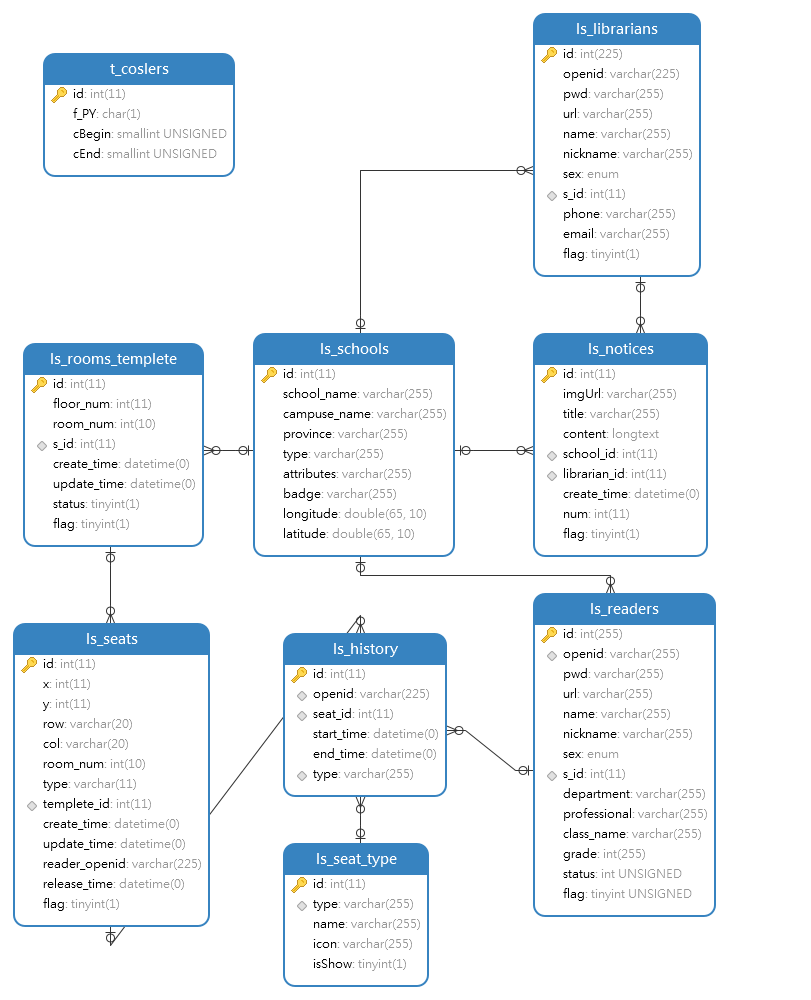 t_coslers
id: int(11)
f_PY: char(1)
cBegin: smallint UNSIGNED
cEnd: smallint UNSIGNED
ls_librarians
id: int(225)
openid: varchar(225)
pwd: varchar(255)
url: varchar(255)
name: varchar(255)
nickname: varchar(255)
sex: enum
s_id: int(11)
phone: varchar(255)
email: varchar(255)
flag: tinyint(1)
ls_rooms_templete
id: int(11)
floor_num: int(11)
room_num: int(10)
s_id: int(11)
create_time: datetime(0)
update_time: datetime(0)
status: tinyint(1)
flag: tinyint(1)
ls_schools
id: int(11)
school_name: varchar(255)
campuse_name: varchar(255)
province: varchar(255)
type: varchar(255)
attributes: varchar(255)
badge: varchar(255)
longitude: double(65, 10)
latitude: double(65, 10)
ls_notices
id: int(11)
imgUrl: varchar(255)
title: varchar(255)
content: longtext
school_id: int(11)
librarian_id: int(11)
create_time: datetime(0)
num: int(11)
flag: tinyint(1)
ls_seats
id: int(11)
x: int(11)
y: int(11)
row: varchar(20)
col: varchar(20)
room_num: int(10)
type: varchar(11)
templete_id: int(11)
create_time: datetime(0)
update_time: datetime(0)
reader_openid: varchar(225)
release_time: datetime(0)
flag: tinyint(1)
ls_history
id: int(11)
openid: varchar(225)
seat_id: int(11)
start_time: datetime(0)
end_time: datetime(0)
type: varchar(255)
ls_seat_type
id: int(11)
type: varchar(255)
name: varchar(255)
icon: varchar(255)
isShow: tinyint(1)
ls_readers
id: int(255)
openid: varchar(255)
pwd: varchar(255)
url: varchar(255)
name: varchar(255)
nickname: varchar(255)
sex: enum
s_id: int(11)
department: varchar(255)
professional: varchar(255)
class_name: varchar(255)
grade: int(255)
status: int UNSIGNED
flag: tinyint UNSIGNED